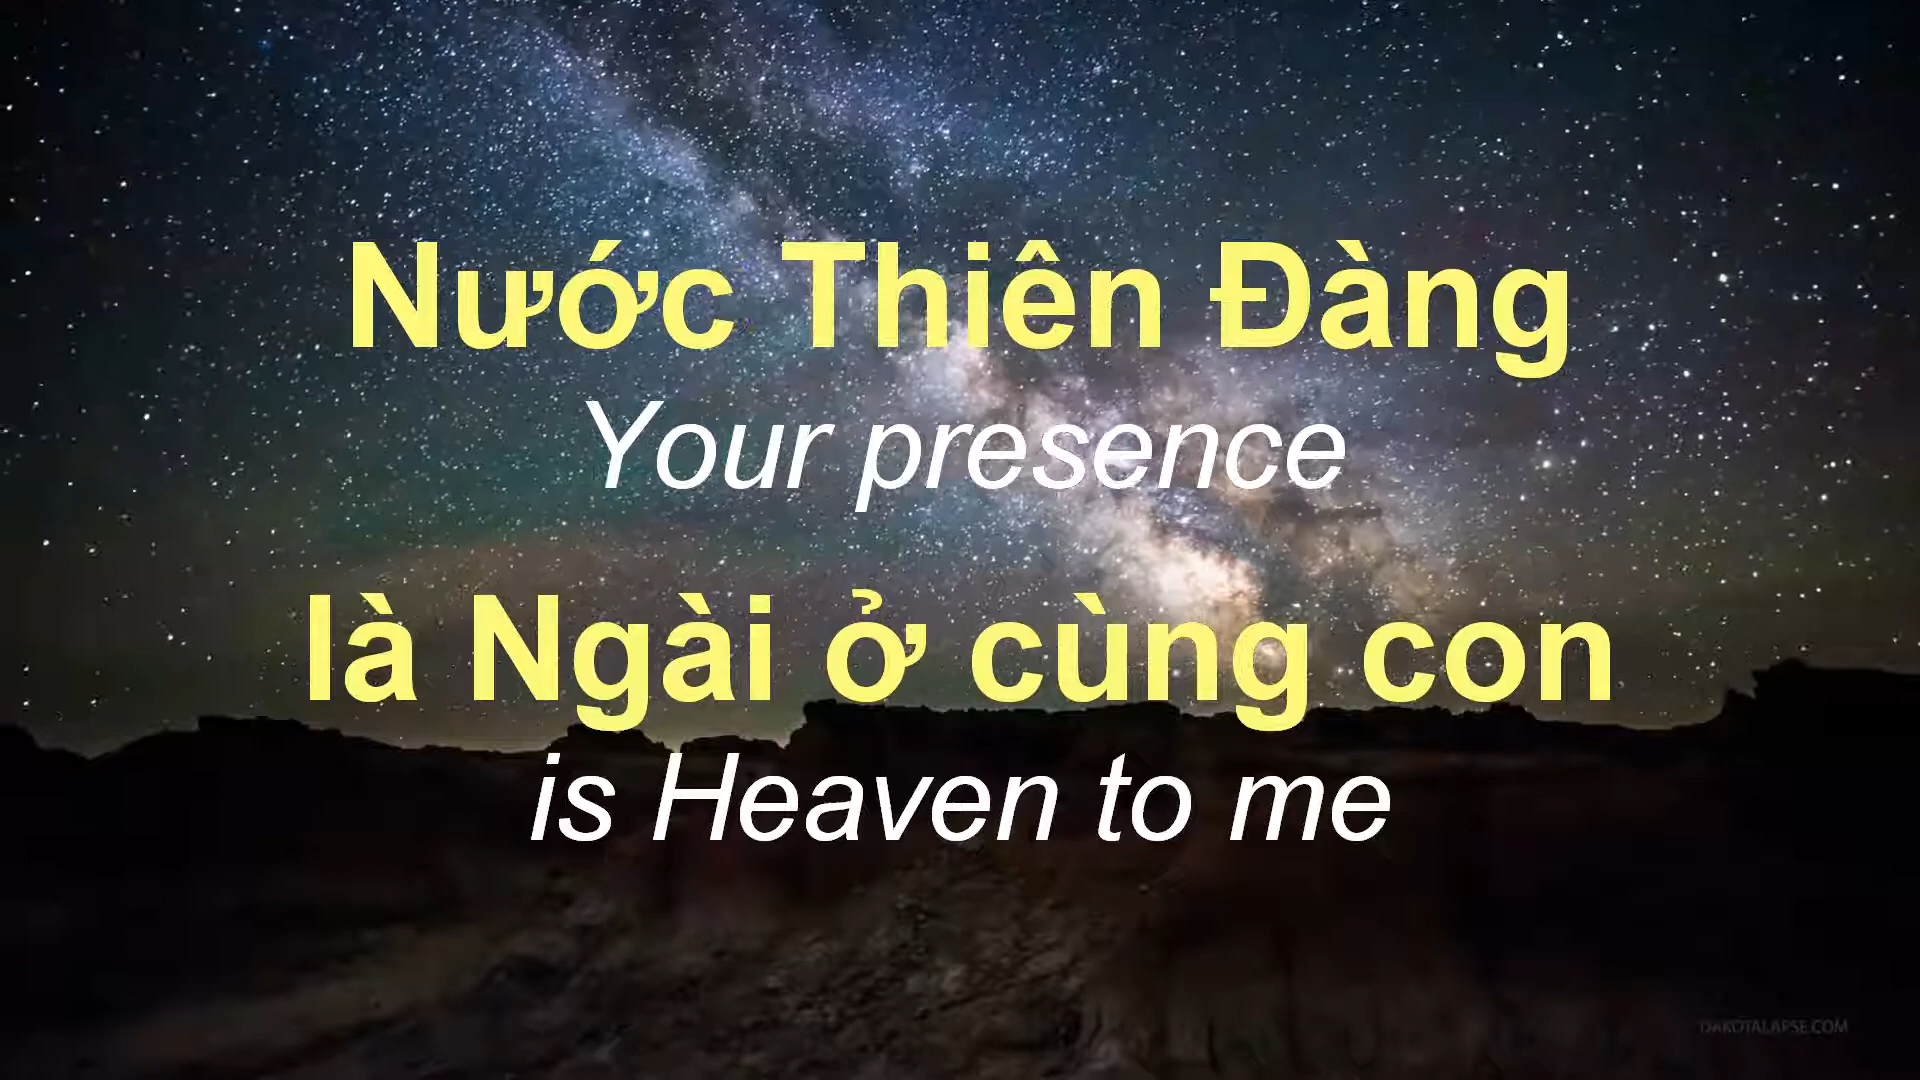 Nước Thiên Đàng
Your presence
là Ngài ở cùng con
is Heaven to me
DAKOTALAPSE.COM